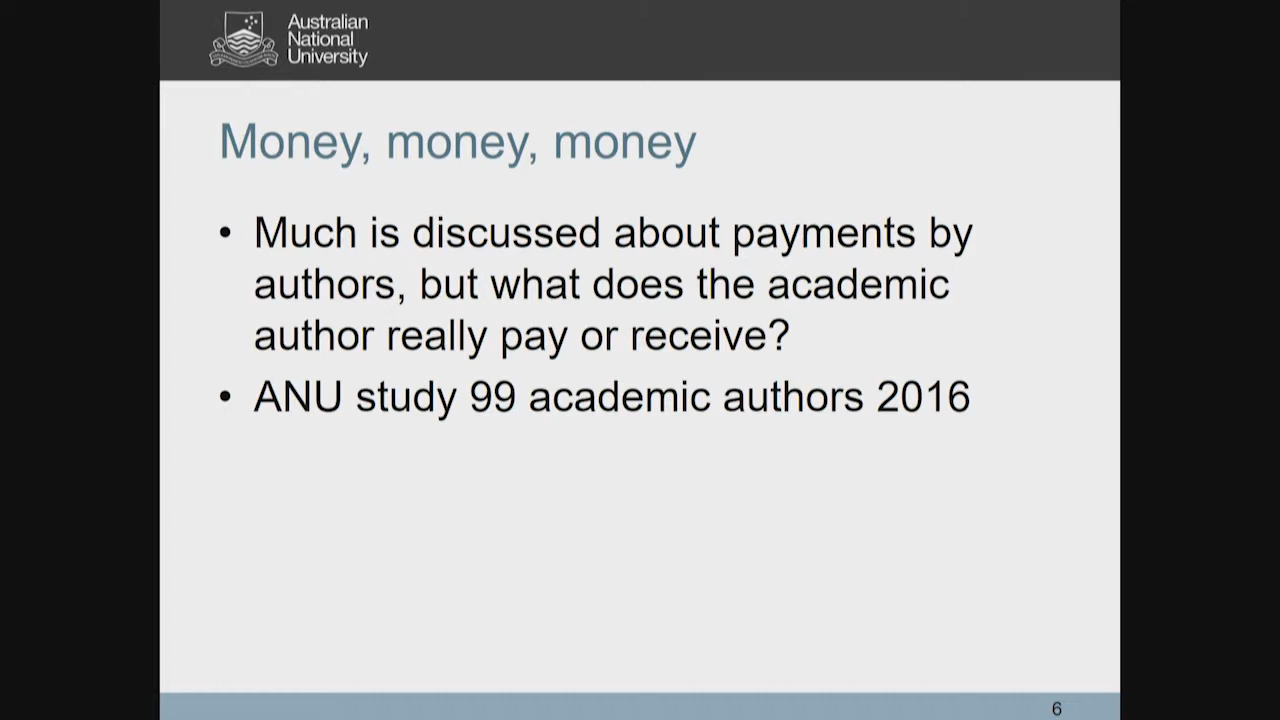 Australian
National
University
Money, money, money
• Much is discussed about payments by
authors, but what does the academic
author really pay or receive?
• ANU study 99 academic authors 2016
6